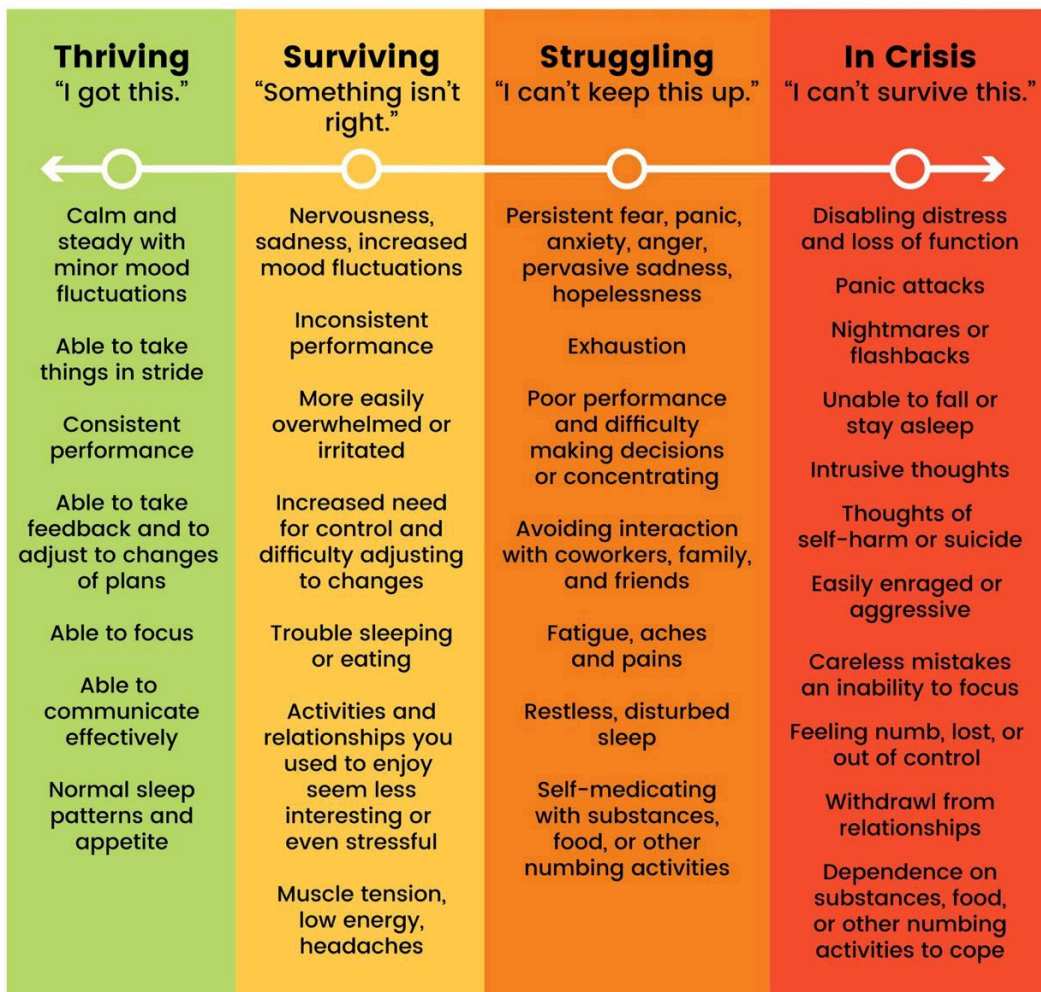 Thriving
“I got this.”
Calm and
steady with
minor mood
fluctuations
Able to take
things in stride
Consistent
performance
Able to take
feedback and to
adjust to changes
of plans
Able to focus
Able to
communicate
effectively
Normal sleep
patterns and
appetite
Surviving
“Something isn’t
right.”
Nervousness,
sadness, increased
mood fluctuations
Inconsistent
performance
More easily
overwhelmed or
irritated
Increased need
for control and
difficulty adjusting
to changes
Trouble sleeping
or eating
Activities and
relationships you
used to enjoy
seem less
interesting or
even stressful
Muscle tension,
low energy,
headaches
Struggling
“I can’t keep this up.”
Persistent fear, panic,
anxiety, anger,
pervasive sadness,
hopelessness
Exhaustion
Poor performance
and difficulty
making decisions
or concentrating
Avoiding interaction
with coworkers, family,
and friends
Fatigue, aches
and pains
Restless, disturbed
sleep
Self-medicating
with substances,
food, or other
numbing activities
In Crisis
“I can’t survive this.”
Disabling distress
and loss of function
Panic attacks
Nightmares or
flashbacks
Unable to fall or
stay asleep
Intrusive thoughts
Thoughts of
self-harm or suicide
Easily enraged or
aggressive
Careless mistakes
an inability to focus
Feeling numb, lost, or
out of control
Withdrawl from
relationships
Dependence on
substances, food,
or other numbing
activities to cope